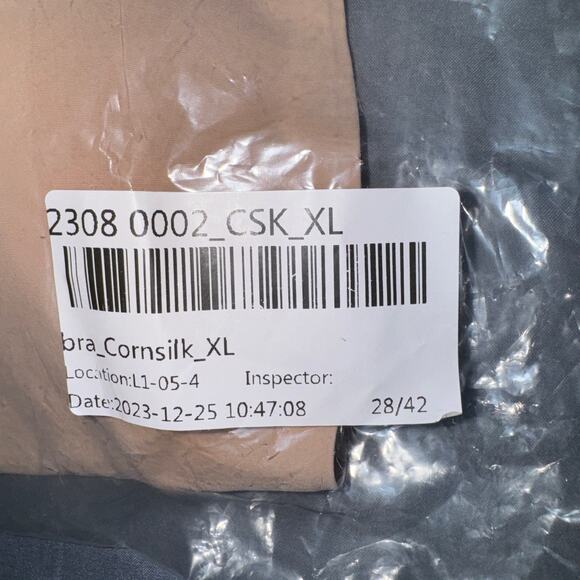 2308 0002_CSK_XL
bra_Cornsilk_XL
Location:L1-05-4 Inspector:
Date:2023-12-25 10:47:08 28/42